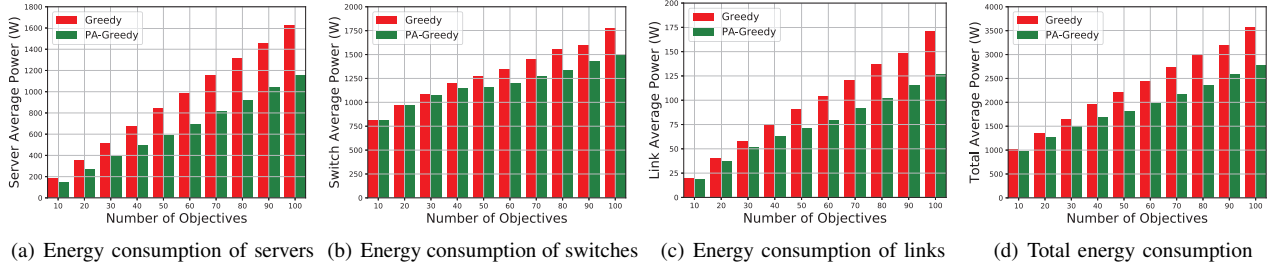 Server Average Power (W)
1800
1600
1400
1200
1000
800
600
400
200
0
Greedy
PA-Greedy
10 20 30 40 50 60 70 80 90 100
Number of Objectives
(a) Energy consumption of servers
Switch Average Power (W)
2000
1750
1500
1250
1000
750
500
250
0
Greedy
PA-Greedy
10 20 30 40 50 60 70 80 90 100
Number of Objectives
(b) Energy consumption of switches
Link Average Power (W)
200
175
150
125
100
75
50
25
0
Greedy
PA-Greedy
10 20 30 40 50 60 70 80 90 100
Number of Objectives
(c) Energy consumption of links
Total Average Power (W)
4000
3500
3000
2500
2000
1500
1000
500
0
Greedy
PA-Greedy
10 20 30 40 50 60 70 80 90 100
Number of Objectives
(d) Total energy consumption